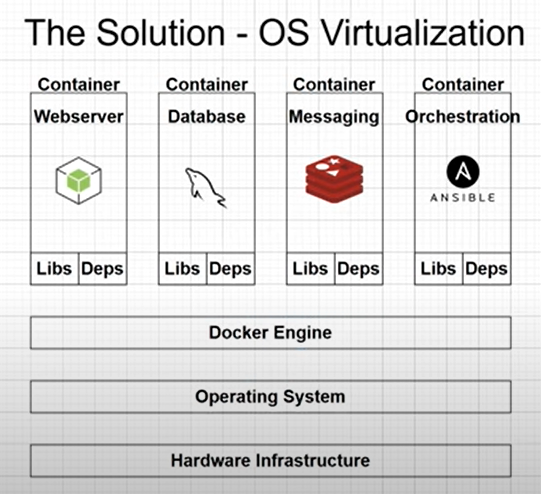 The Solution - OS Virtualization
Container Container Container Container
Webserver Database Messaging Orchestration
ANSIBLE
Libs Deps Libs Deps Libs Deps Libs Deps
Docker Engine
Operating System
Hardware Infrastructure